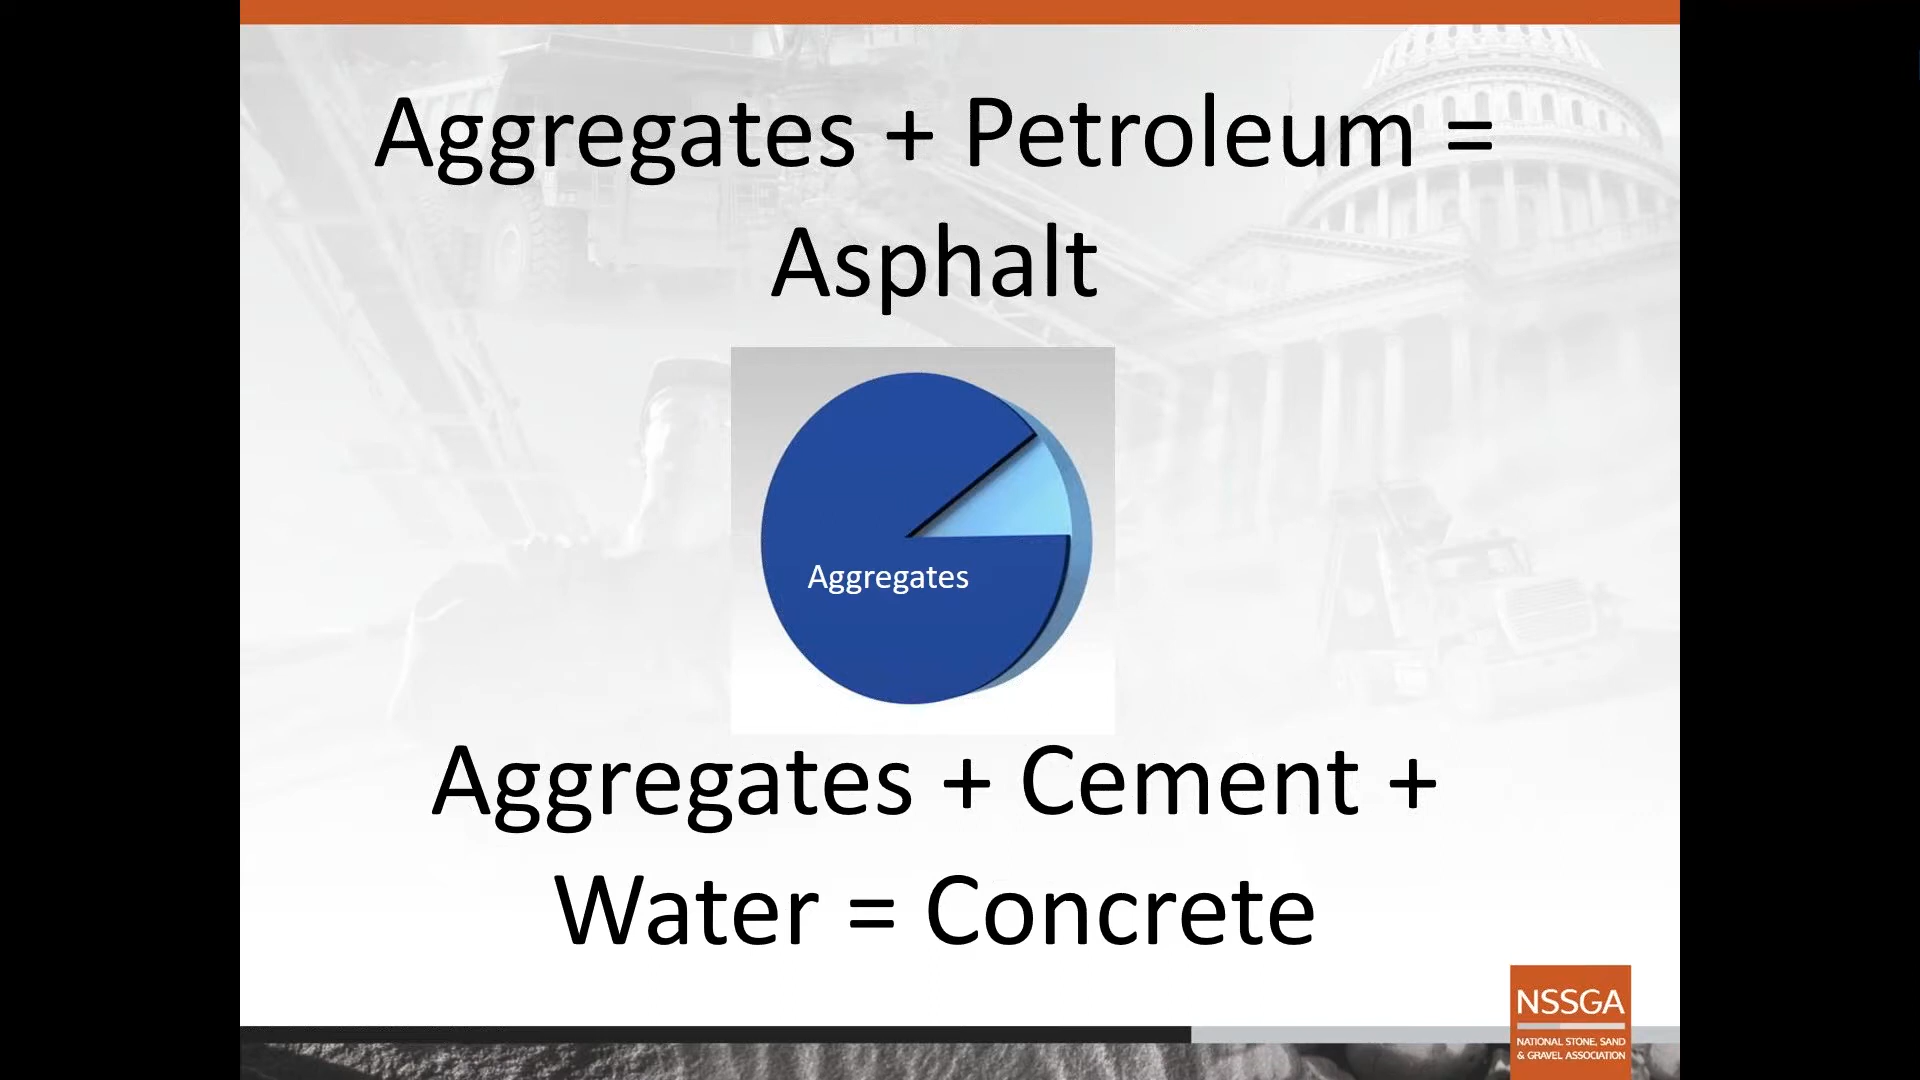 Aggregates + Petroleum =
Asphalt
Aggregates
Aggregates + Cement +
Water = Concrete
NSSGA
NATIONAL STONE, SAND
& GRAVEL ASSOCIATION